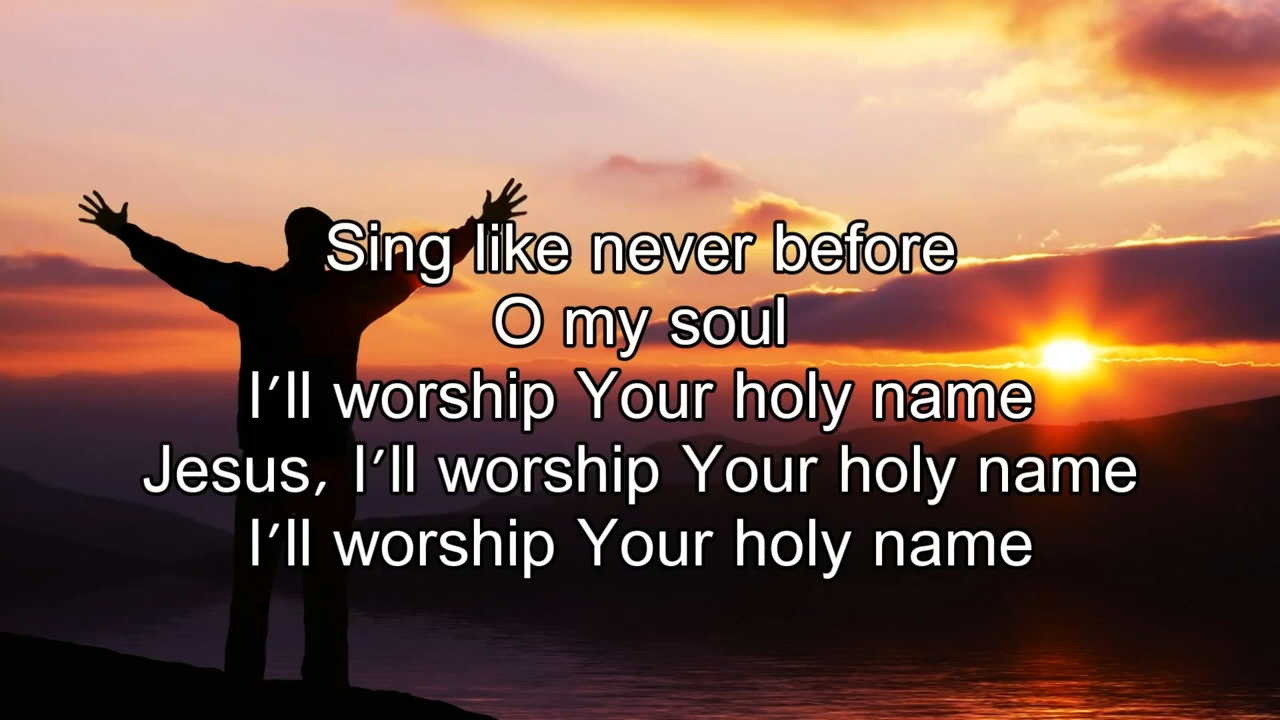 Sing like never before
O my soul
I'll worship Your holy name
Jesus, I'll worship Your holy name
I'll worship Your holy name